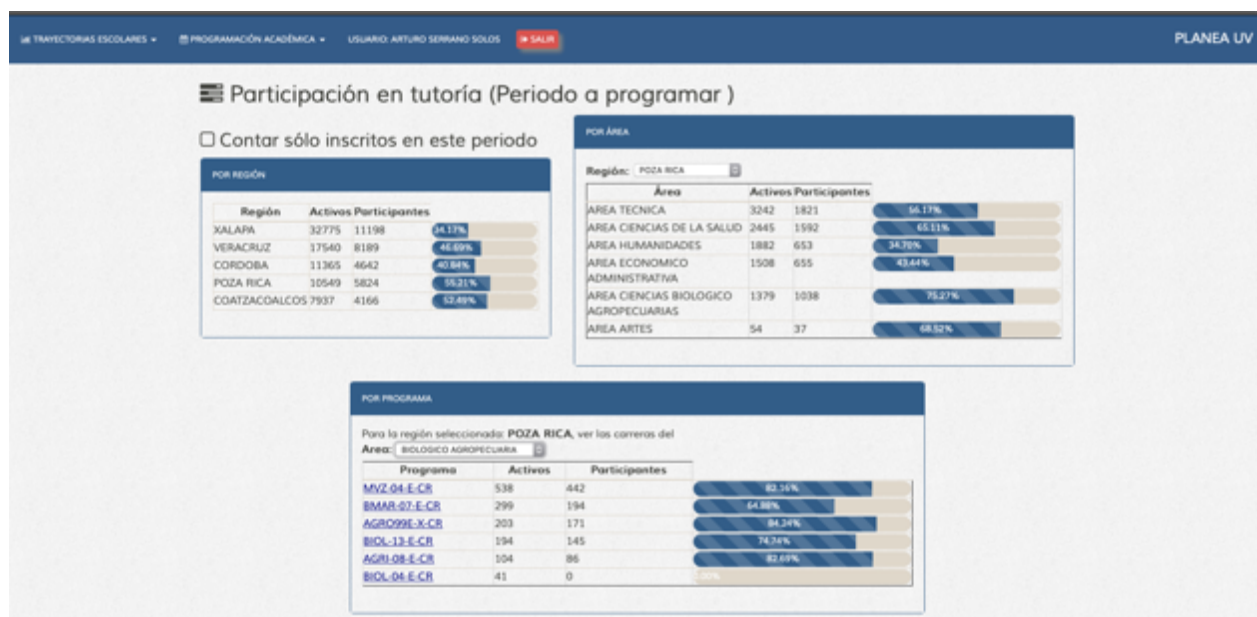 TRAYECTORIAS ESCOLARES PROGRAMACIÓN ACADÉMICA USUARIO: ARTURO SERRANO SOLOS SALIR PLANEA UV
Participación en tutoría (Periodo a programar )
Contar sólo inscritos en este periodo
POR REGIÓN
Región Activos Participantes
XALAPA 32775 11198 34.17%
VERACRUZ 17540 8189 46.69%
CORDOBA 11365 4642 40.84%
POZA RICA 10549 5824 55.21%
COATZACOALCOS 7937 4166 52.49%
POR ÁREA
Región: POZA RICA
Área Activos Participantes
AREA TECNICA 3242 1821 56.17%
AREA CIENCIAS DE LA SALUD 2445 1592 65.11%
AREA HUMANIDADES 1882 653 34.70%
AREA ECONOMICO 1508 655 43.44%
ADMINISTRATIVA
AREA CIENCIAS BIOLOGICO 1379 1038 75.27%
AGROPECUARIAS
AREA ARTES 54 37 68.52%
POR PROGRAMA
Para la región seleccionada: POZA RICA, ver las carreras del
Area: BIOLOGICO AGROPECUARIA
Programa Activos Participantes
MVZ-04-E-CR 538 442 82.16%
BMAR-07-E-CR 299 194 64.88%
AGRO99E-X-CR 203 171 84.24%
BIOL-13-E-CR 194 145 74.74%
AGRI-08-E-CR 104 86 82.69%
BIOL-04-E-CR 41 0